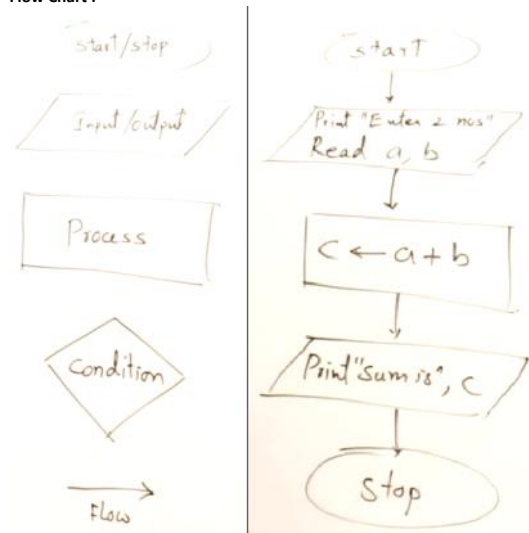 Flow Chart :
start/stop
Input/output
Process
Condition
Flow
start
Print "Enter 2 nos"
Read a, b
C ← a + b
Print "Sum is", C
Stop